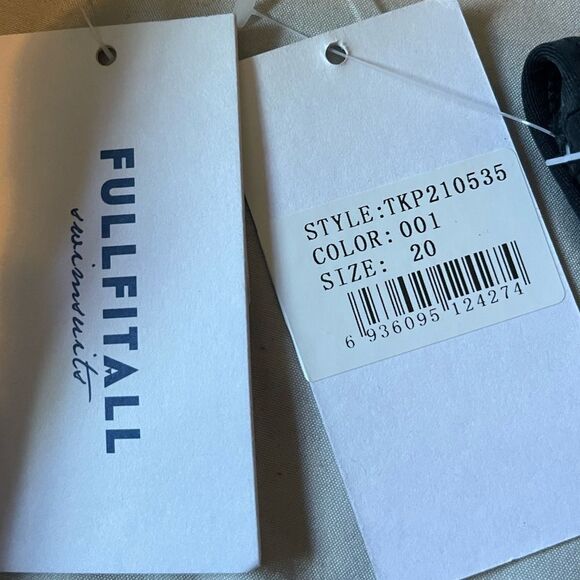 FULLFITALL
swimsuits
STYLE:TKP210535
COLOR: 001
SIZE: 20
6 936095 124274